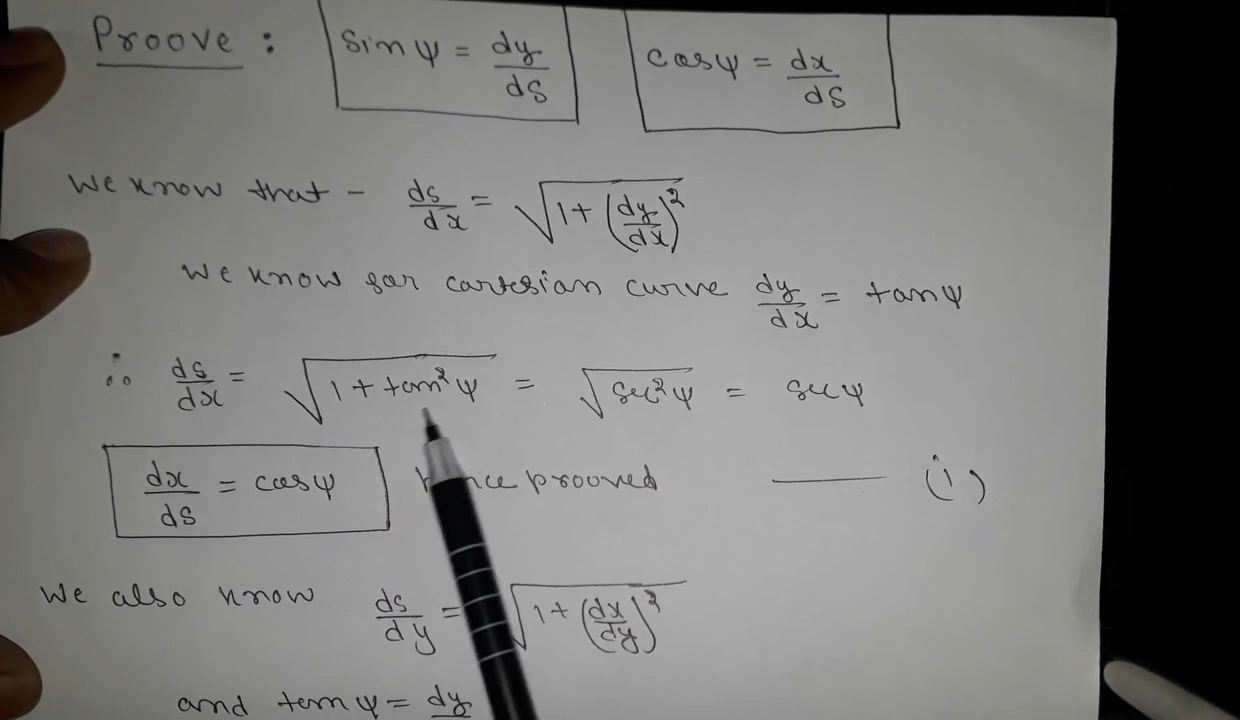 Proove : sin ψ = dy/ds cos ψ = dx/ds
We know that - ds/dx = √(1 + (dy/dx)²)
We know for cartesian curve dy/dx = tan ψ
∴ ds/dx = √(1 + tan² ψ) = √(sec² ψ) = sec ψ
dx/ds = cos ψ hence prooved —— (i)
We also know ds/dy = √(1 + (dx/dy)²)
and tan ψ = dy